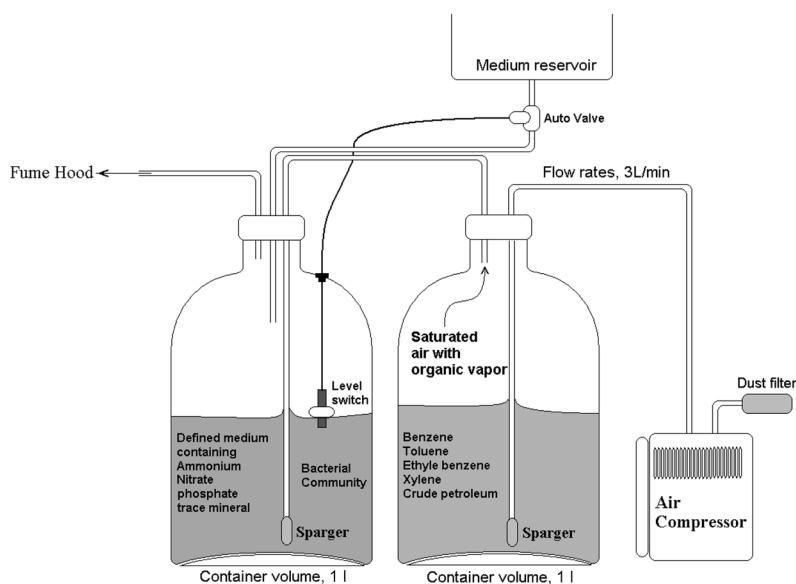 Medium reservoir
Auto Valve
Fume Hood
Flow rates, 3L/min
Saturated
air with
organic vapor
Level
switch
Dust filter
Defined medium
containing
Ammonium
Nitrate
phosphate
trace mineral
Bacterial
Community
Sparger
Benzene
Toluene
Ethyle benzene
Xylene
Crude petroleum
Sparger
Air
Compressor
Container volume, 1 l
Container volume, 1 l